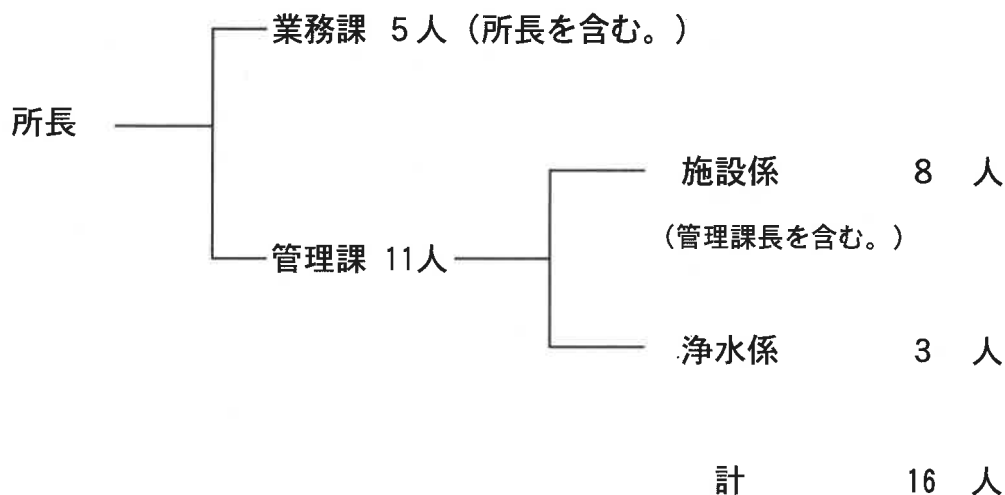 業務課 5人（所長を含む。）
所長
施設係 8 人
（管理課長を含む。）
管理課 11人
浄水係 3 人
計 16 人